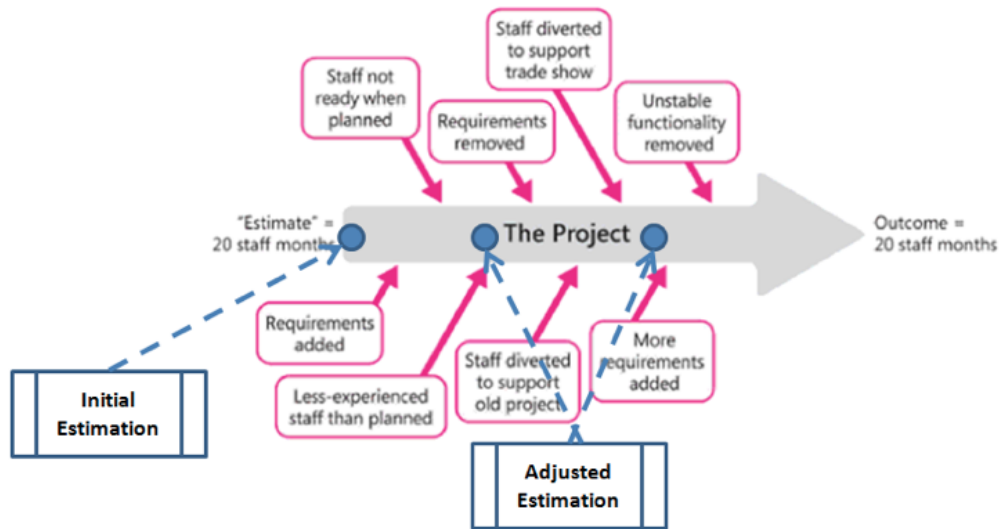 Staff diverted
to support
trade show
Staff not
ready when
planned
Requirements
removed
Unstable
functionality
removed
"Estimate" =
20 staff months
The Project
Outcome =
20 staff months
Requirements
added
Less-experienced
staff than planned
Staff diverted
to support
old project
More
requirements
added
Initial
Estimation
Adjusted
Estimation